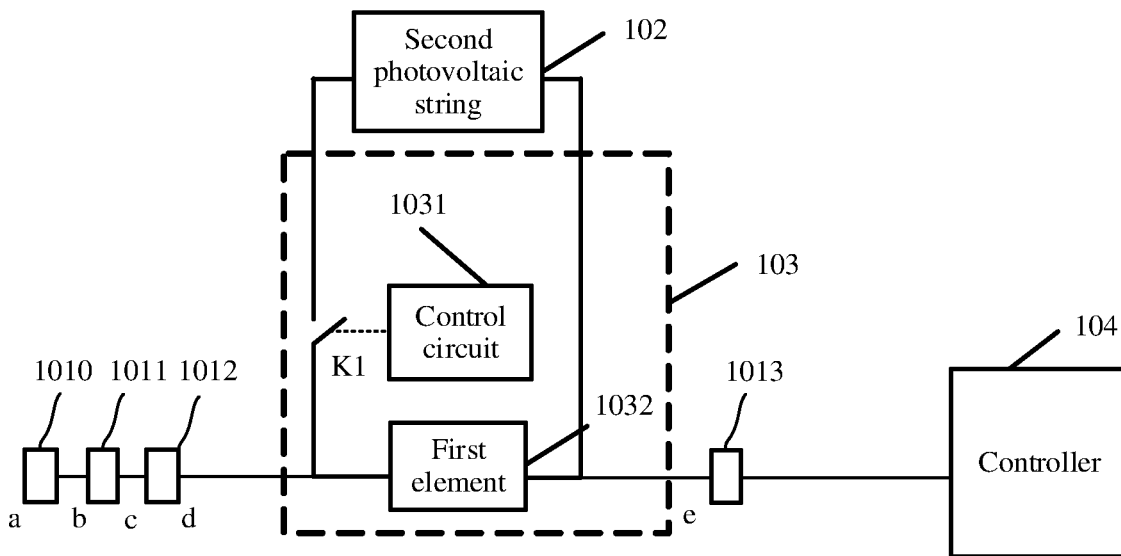 Second
photovoltaic
string
102
1031
Control
circuit
K1
103
104
1010
1011
1012
1032
1013
First
element
Controller
a
b
c
d
e